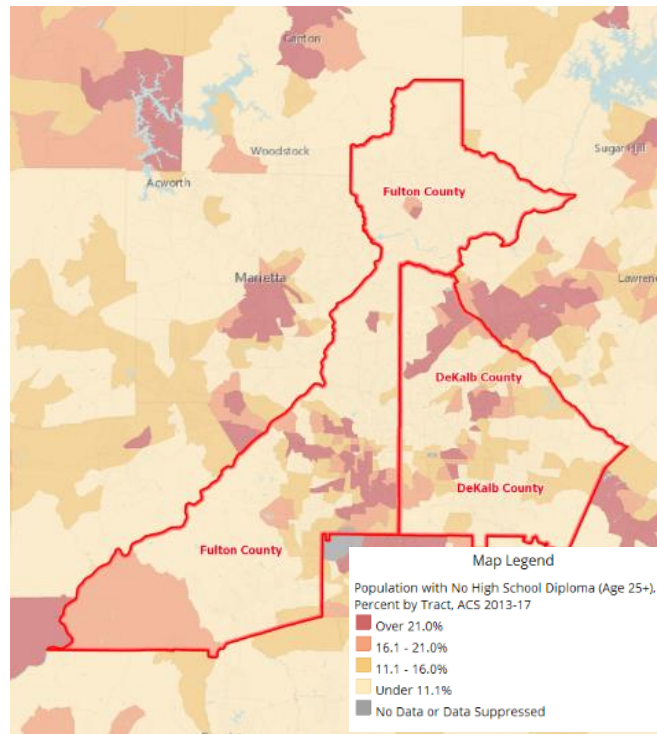 Canton
Woodstock
Sugar Hill
Acworth
Fulton County
Marietta
Lawren
DeKalb County
DeKalb County
Fulton County
Map Legend
Population with No High School Diploma (Age 25+),
Percent by Tract, ACS 2013-17
Over 21.0%
16.1 - 21.0%
11.1 - 16.0%
Under 11.1%
No Data or Data Suppressed